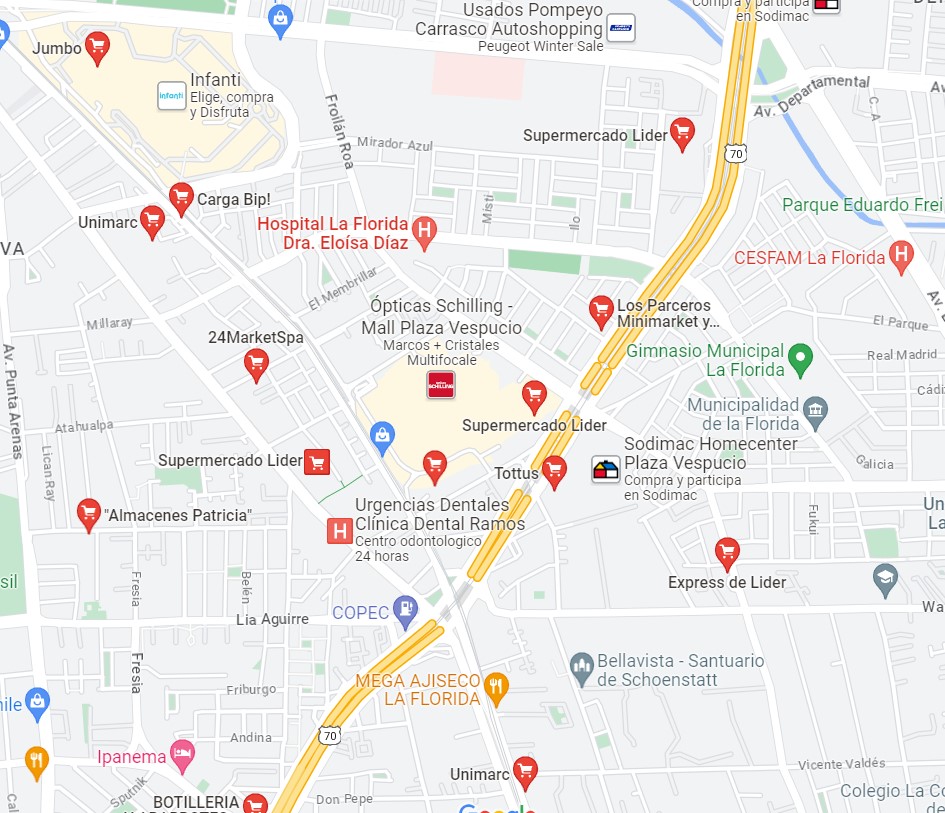 Usados Pompeyo
Carrasco Autoshopping
Peugeot Winter Sale
Compra y participa
en Sodimac
Jumbo
Infanti
Elige, compra
y Disfruta
infanti
Froilán Roa
Mirador Azul
Av. Departamental
C. A
Supermercado Lider
70
Carga Bip!
Unimarc
Misti
Ilo
Parque Eduardo Frei
VA
Hospital La Florida
Dra. Eloísa Díaz
H
CESFAM La Florida
H
El Membrillar
Ópticas Schilling -
Mall Plaza Vespucio
Marcos + Cristales
Multifocale
SCHILLING
Los Parceros
Minimarket y...
El Parque
Millaray
24MarketSpa
Gimnasio Municipal
La Florida
Real Madrid
Av. Punta Arenas
Municipalidad
de la Florida
Atahualpa
Supermercado Lider
Sodimac Homecenter
Plaza Vespucio
Compra y participa
en Sodimac
Galicia
Lican Ray
Supermercado Lider
Tottus
"Almacenes Patricia"
Urgencias Dentales
Clínica Dental Ramos
Centro odontologico
24 horas
H
Fukui
Express de Lider
Fresia
Belén
COPEC
Lia Aguirre
Fresia
Bellavista - Santuario
de Schoenstatt
MEGA AJISECO
LA FLORIDA
Friburgo
Andina
70
Ipanema
Unimarc
Vicente Valdés
Sputnik
BOTILLERIA
Don Pepe
Google
Colegio La Co